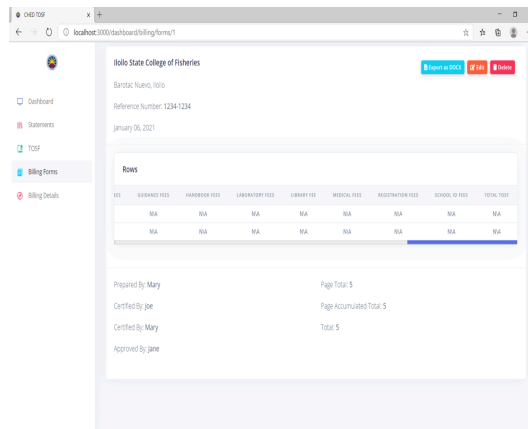 CHED TOSF
localhost:3000/dashboard/billing/forms/1
Iloilo State College of Fisheries
Export as DOCX Edit Delete
Barotac Nuevo, Iloilo
Reference Number: 1234-1234
January 06, 2021
Dashboard
Statements
TOSF
Billing Forms
Billing Details
Rows
GUIDANCE FEES HANDBOOK FEES LABORATORY FEES LIBRARY FEE MEDICAL FEES REGISTRATION FEES SCHOOL ID FEES TOTAL TOSF
N\A N\A N\A N\A N\A N\A N\A N\A
N\A N\A N\A N\A N\A N\A N\A N\A
Prepared By: Mary Page Total: 5
Certified By: Joe Page Accumulated Total: 5
Certified By: Mary Total: 5
Approved By: Jane